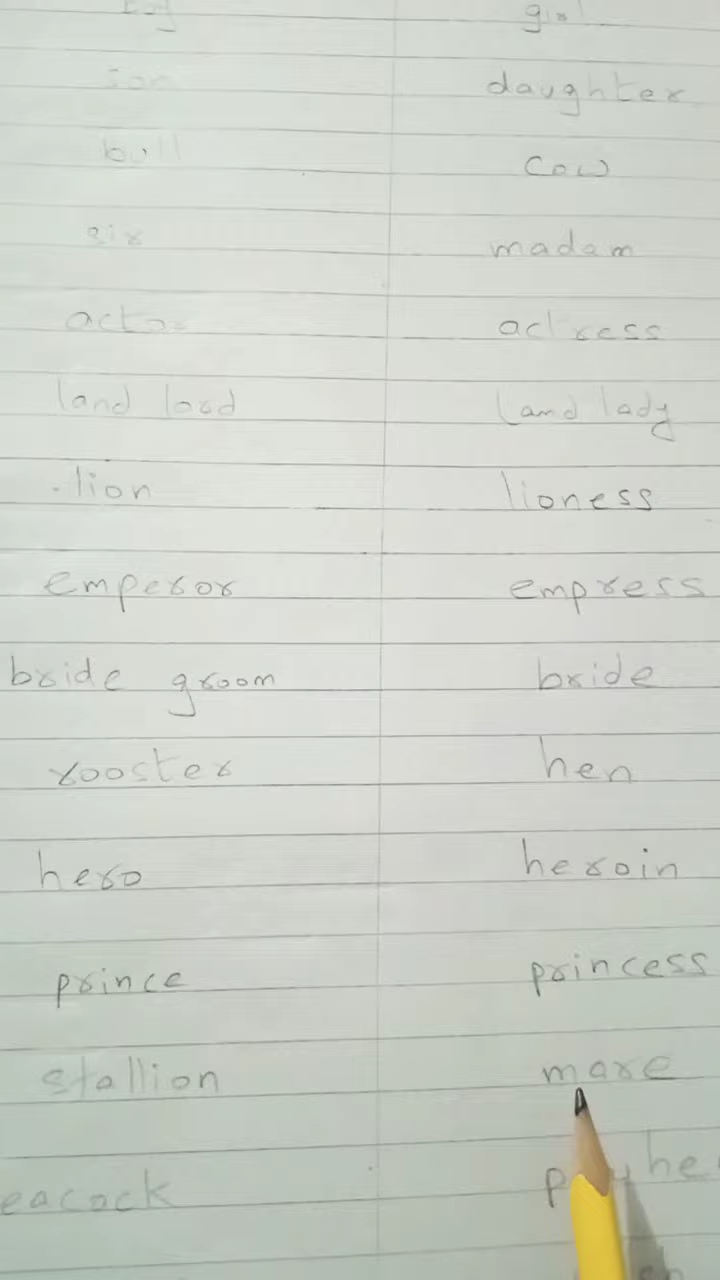 boy girl
son daughter
bull cow
sir madam
actor actress
land lord land lady
lion lioness
emperor empress
bride groom bride
rooster hen
hero heroin
prince princess
stallion mare
eacock